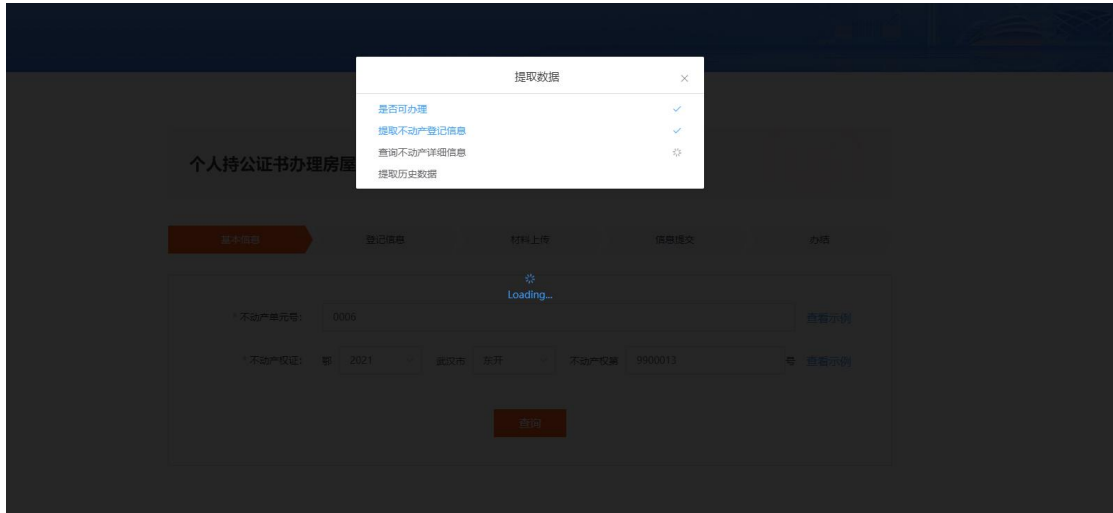 提取数据
是否可办理
提取不动产登记信息
查询不动产详细信息
提取历史数据
个人持公证书办理房屋
基本信息 登记信息 材料上传 信息提交 办结
Loading...
*不动产单元号: 0006 查看示例
*不动产权证: 鄂 2021 武汉市 东开 不动产权第 9900013 号 查看示例
查询